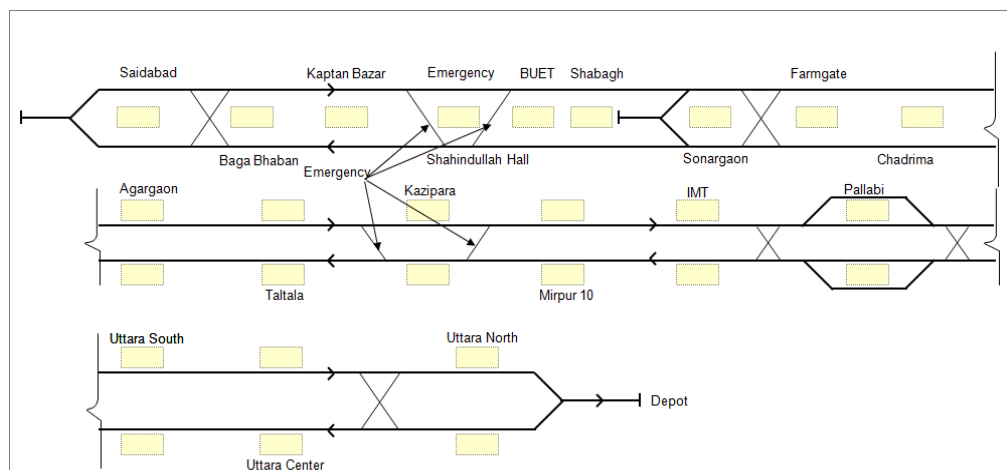 Saidabad
Kaptan Bazar
Emergency
BUET
Shabagh
Farmgate
Baga Bhaban
Emergency
Shahindullah Hall
Sonargaon
Chadrima
Agargaon
Kazipara
IMT
Pallabi
Taltala
Mirpur 10
Uttara South
Uttara North
Depot
Uttara Center